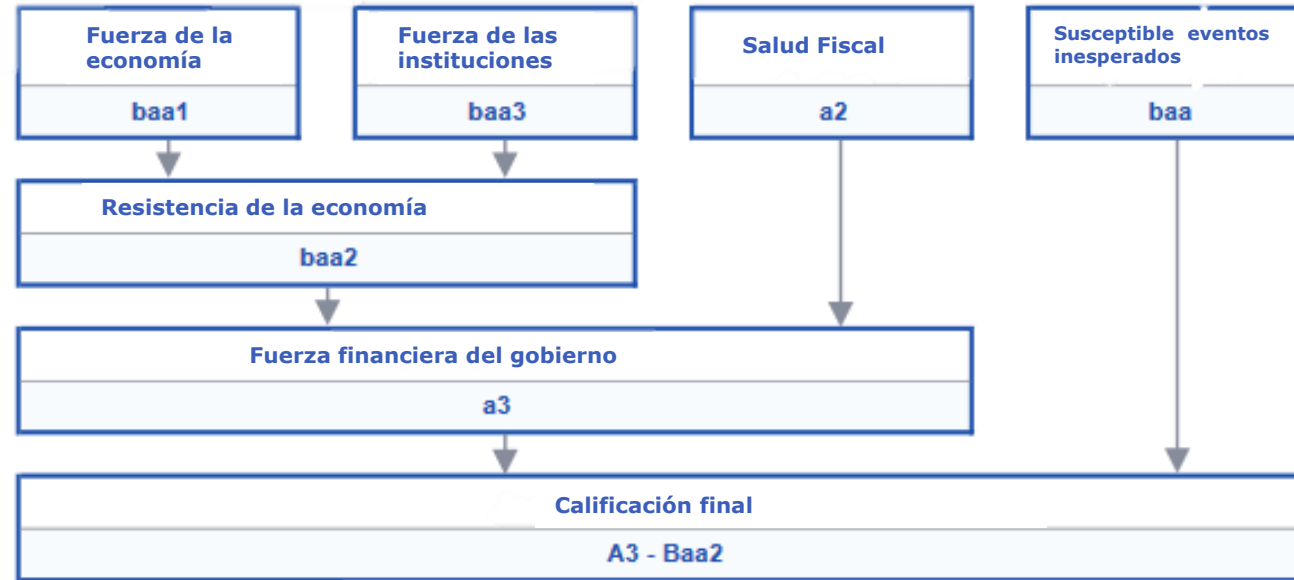 Fuerza de la
economía
baa1
Fuerza de las
instituciones
baa3
Salud Fiscal
a2
Susceptible eventos
inesperados
baa
Resistencia de la economía
baa2
Fuerza financiera del gobierno
a3
Calificación final
A3 - Baa2